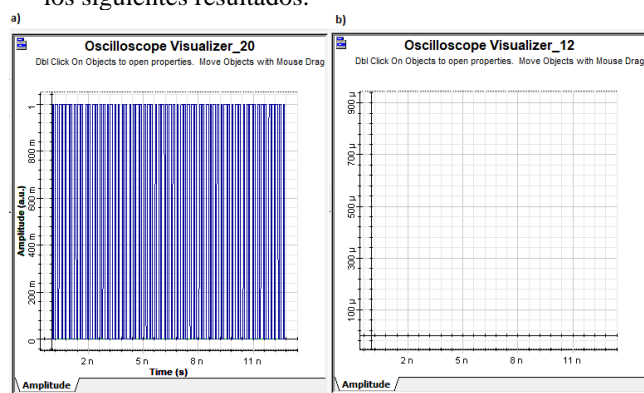 los siguientes resultados:
a)
Oscilloscope Visualizer_20
Dbl Click On Objects to open properties. Move Objects with Mouse Drag
Amplitude (a.u.)
1
800 m
600 m
400 m
200 m
0
2 n 5 n 8 n 11 n
Time (s)
Amplitude
b)
Oscilloscope Visualizer_12
Dbl Click On Objects to open properties. Move Objects with Mouse Drag
900 µ
700 µ
500 µ
300 µ
100 µ
2 n 5 n 8 n 11 n
Amplitude